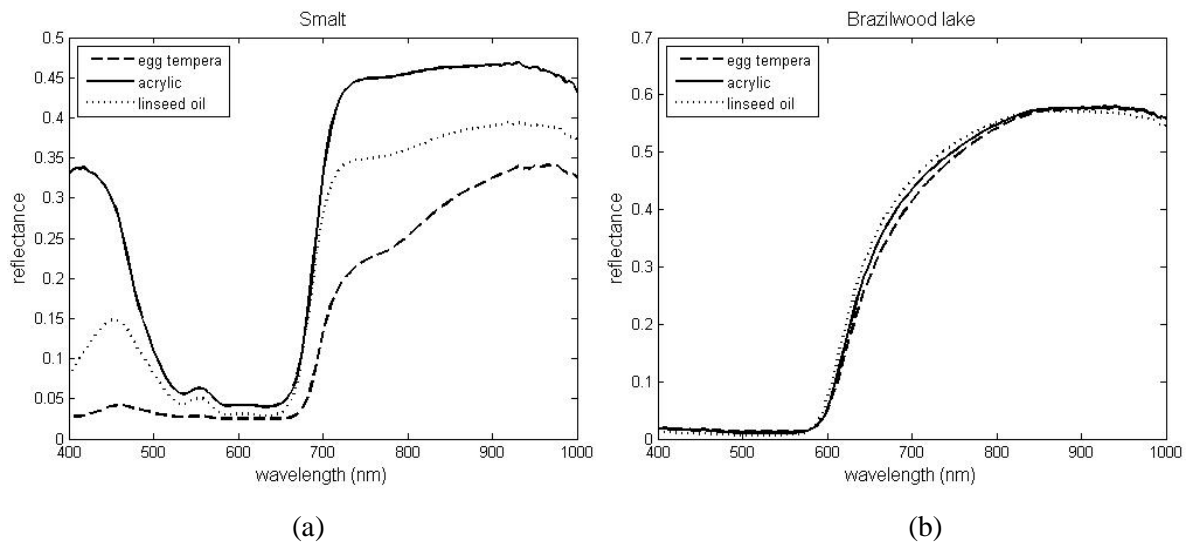 Smalt
0.5
0.45
0.4
0.35
0.3
0.25
0.2
0.15
0.1
0.05
0
reflectance
egg tempera
acrylic
linseed oil
400 500 600 700 800 900 1000
wavelength (nm)
(a)
Brazilwood lake
0.7
0.6
0.5
0.4
0.3
0.2
0.1
0
reflectance
egg tempera
acrylic
linseed oil
400 500 600 700 800 900 1000
wavelength (nm)
(b)